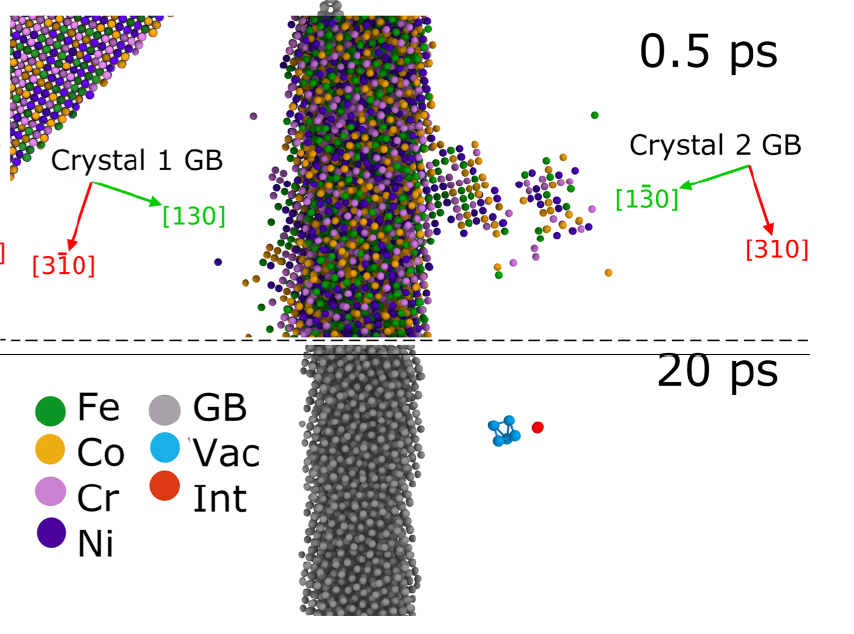 0.5 ps
Crystal 1 GB
Crystal 2 GB
[130]
[13̅0]
]
[31̅0]
[310]
20 ps
Fe
GB
Co
Vac
Cr
Int
Ni